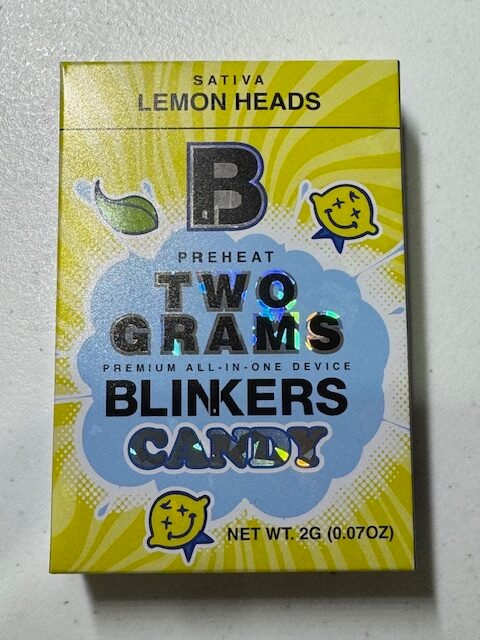 SATIVA
LEMON HEADS
B
PREHEAT
TWO
GRAMS
PREMIUM ALL-IN-ONE DEVICE
BLINKERS
CANDY
NET WT. 2G (0.07OZ)